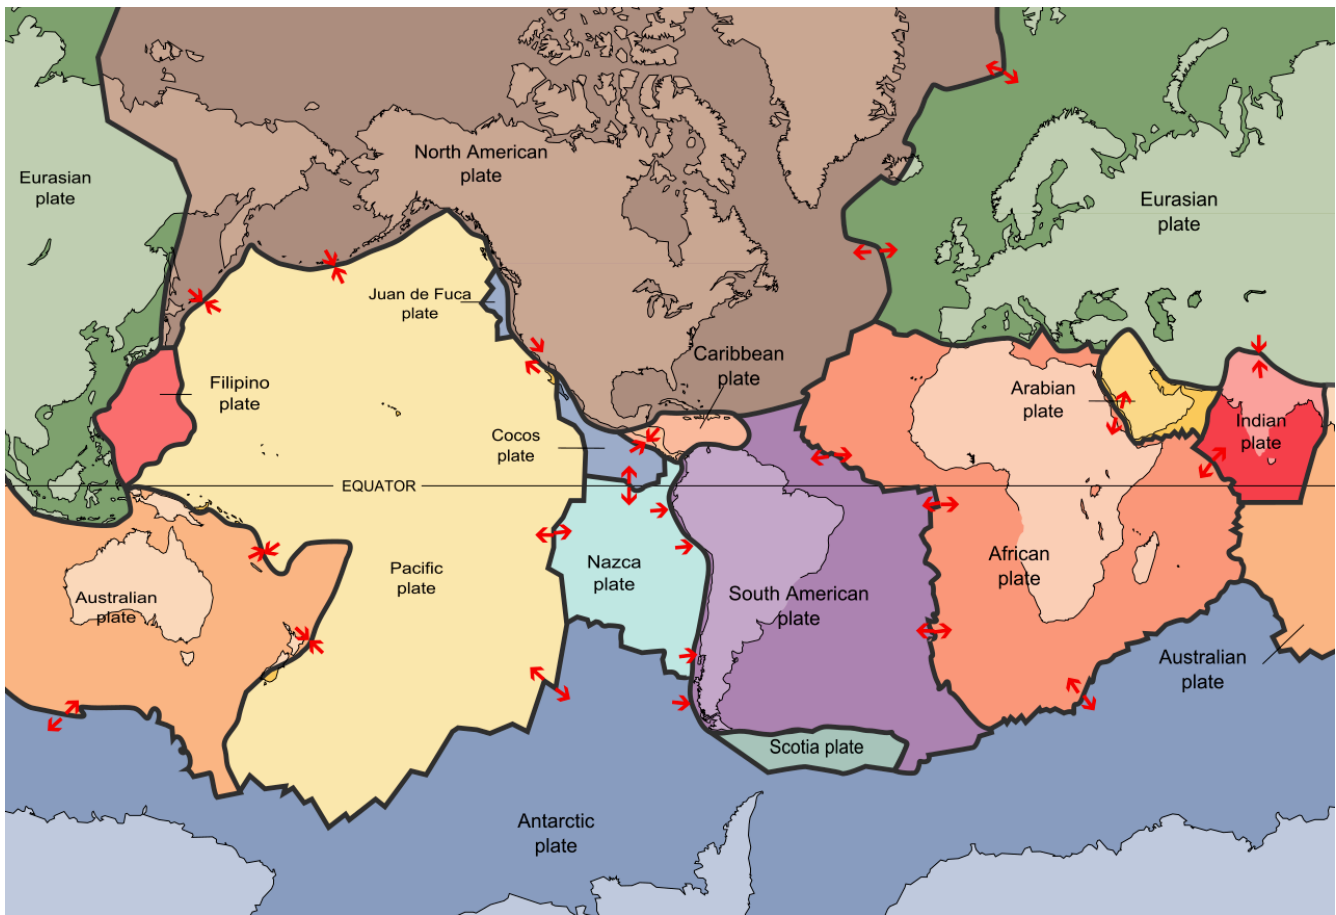 North American
plate
Eurasian
plate
Eurasian
plate
Juan de Fuca
plate
Caribbean
plate
Filipino
plate
Arabian
plate
Indian
plate
Cocos
plate
EQUATOR
Nazca
plate
Pacific
plate
African
plate
Australian
plate
South American
plate
Australian
plate
Scotia plate
Antarctic
plate